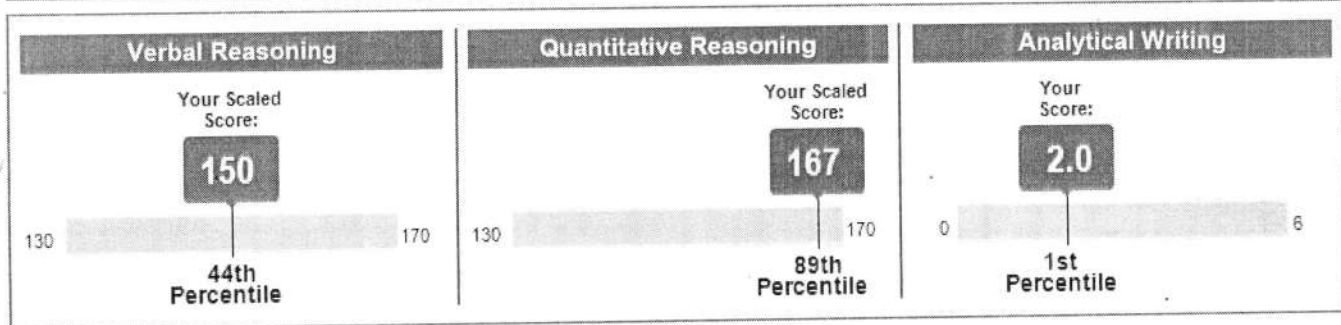 Verbal Reasoning
Your Scaled
Score:
150
130
170
44th
Percentile
Quantitative Reasoning
Your Scaled
Score:
167
130
170
89th
Percentile
Analytical Writing
Your
Score:
2.0
0
6
1st
Percentile